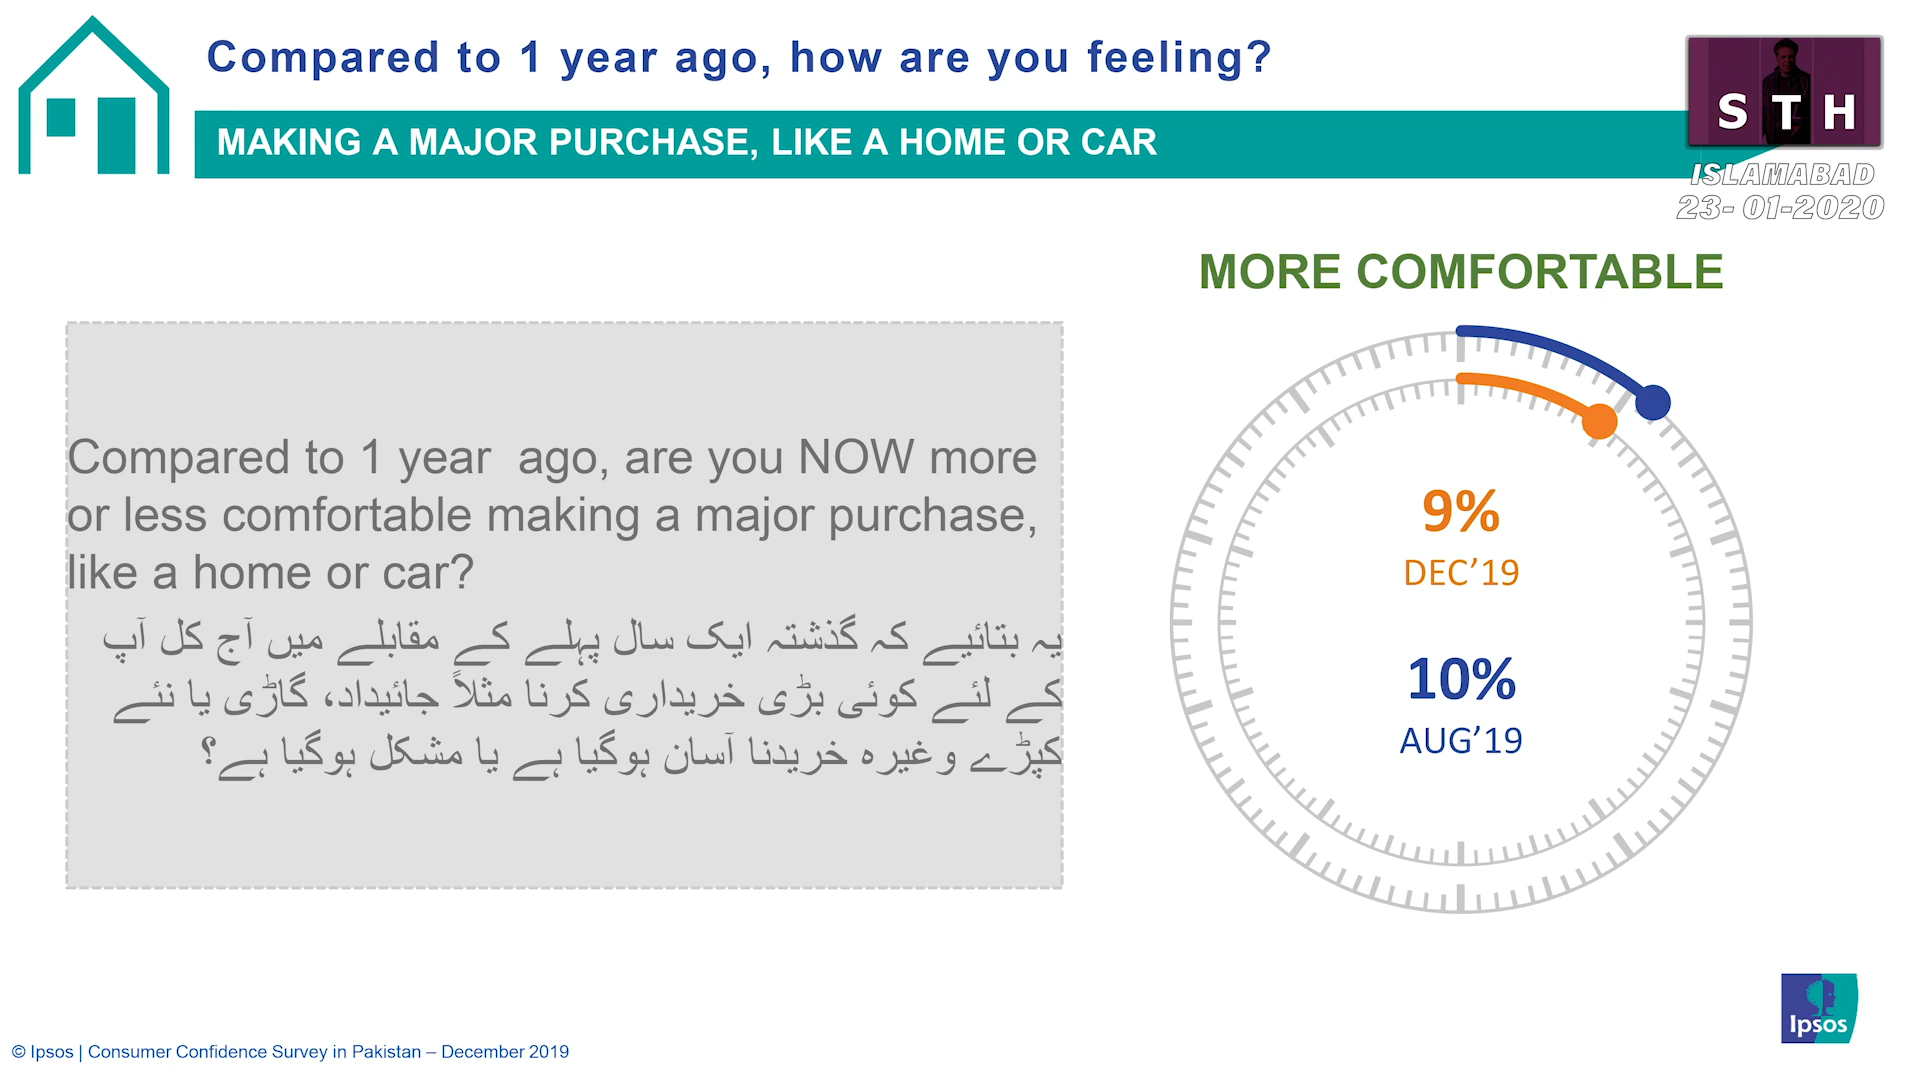 Compared to 1 year ago, how are you feeling?
MAKING A MAJOR PURCHASE, LIKE A HOME OR CAR
S T H
ISLAMABAD
23- 01-2020
MORE COMFORTABLE
Compared to 1 year ago, are you NOW more
or less comfortable making a major purchase,
like a home or car?
یہ بتائیے کہ گذشتہ ایک سال پہلے کے مقابلے میں آج کل آپ
کے لئے کوئی بڑی خریداری کرنا مثلاً جائیداد، گاڑی یا نئے
کپڑے وغیرہ خریدنا آسان ہوگیا ہے یا مشکل ہوگیا ہے؟
9%
DEC’19
10%
AUG’19
Ipsos
© Ipsos | Consumer Confidence Survey in Pakistan – December 2019